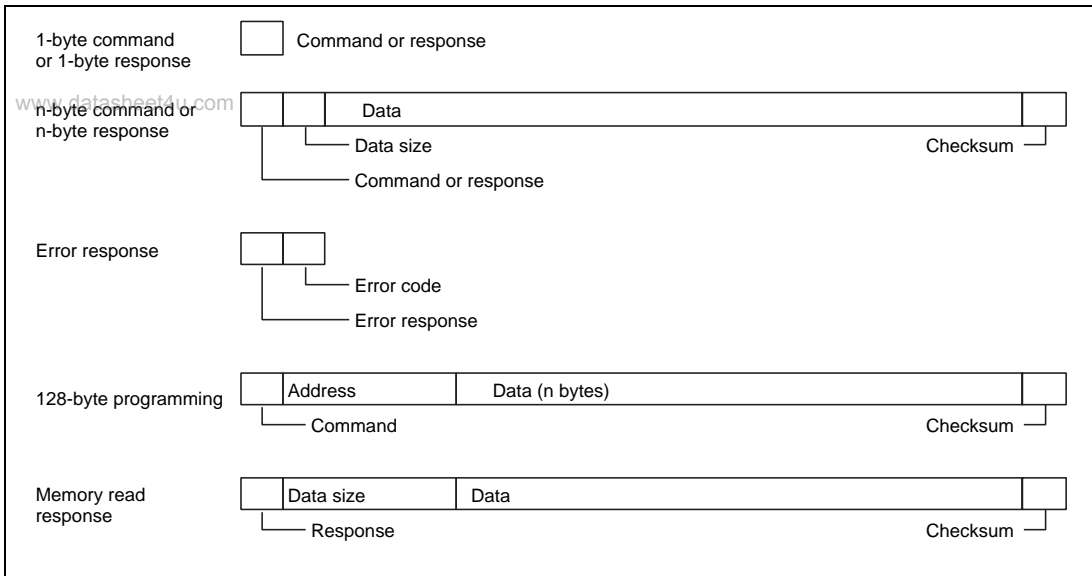 1-byte command
or 1-byte response
Command or response
www.datasheet4u.com
n-byte command or
n-byte response
Data
Data size
Checksum
Command or response
Error response
Error code
Error response
128-byte programming
Address
Data (n bytes)
Command
Checksum
Memory read
response
Data size
Data
Response
Checksum